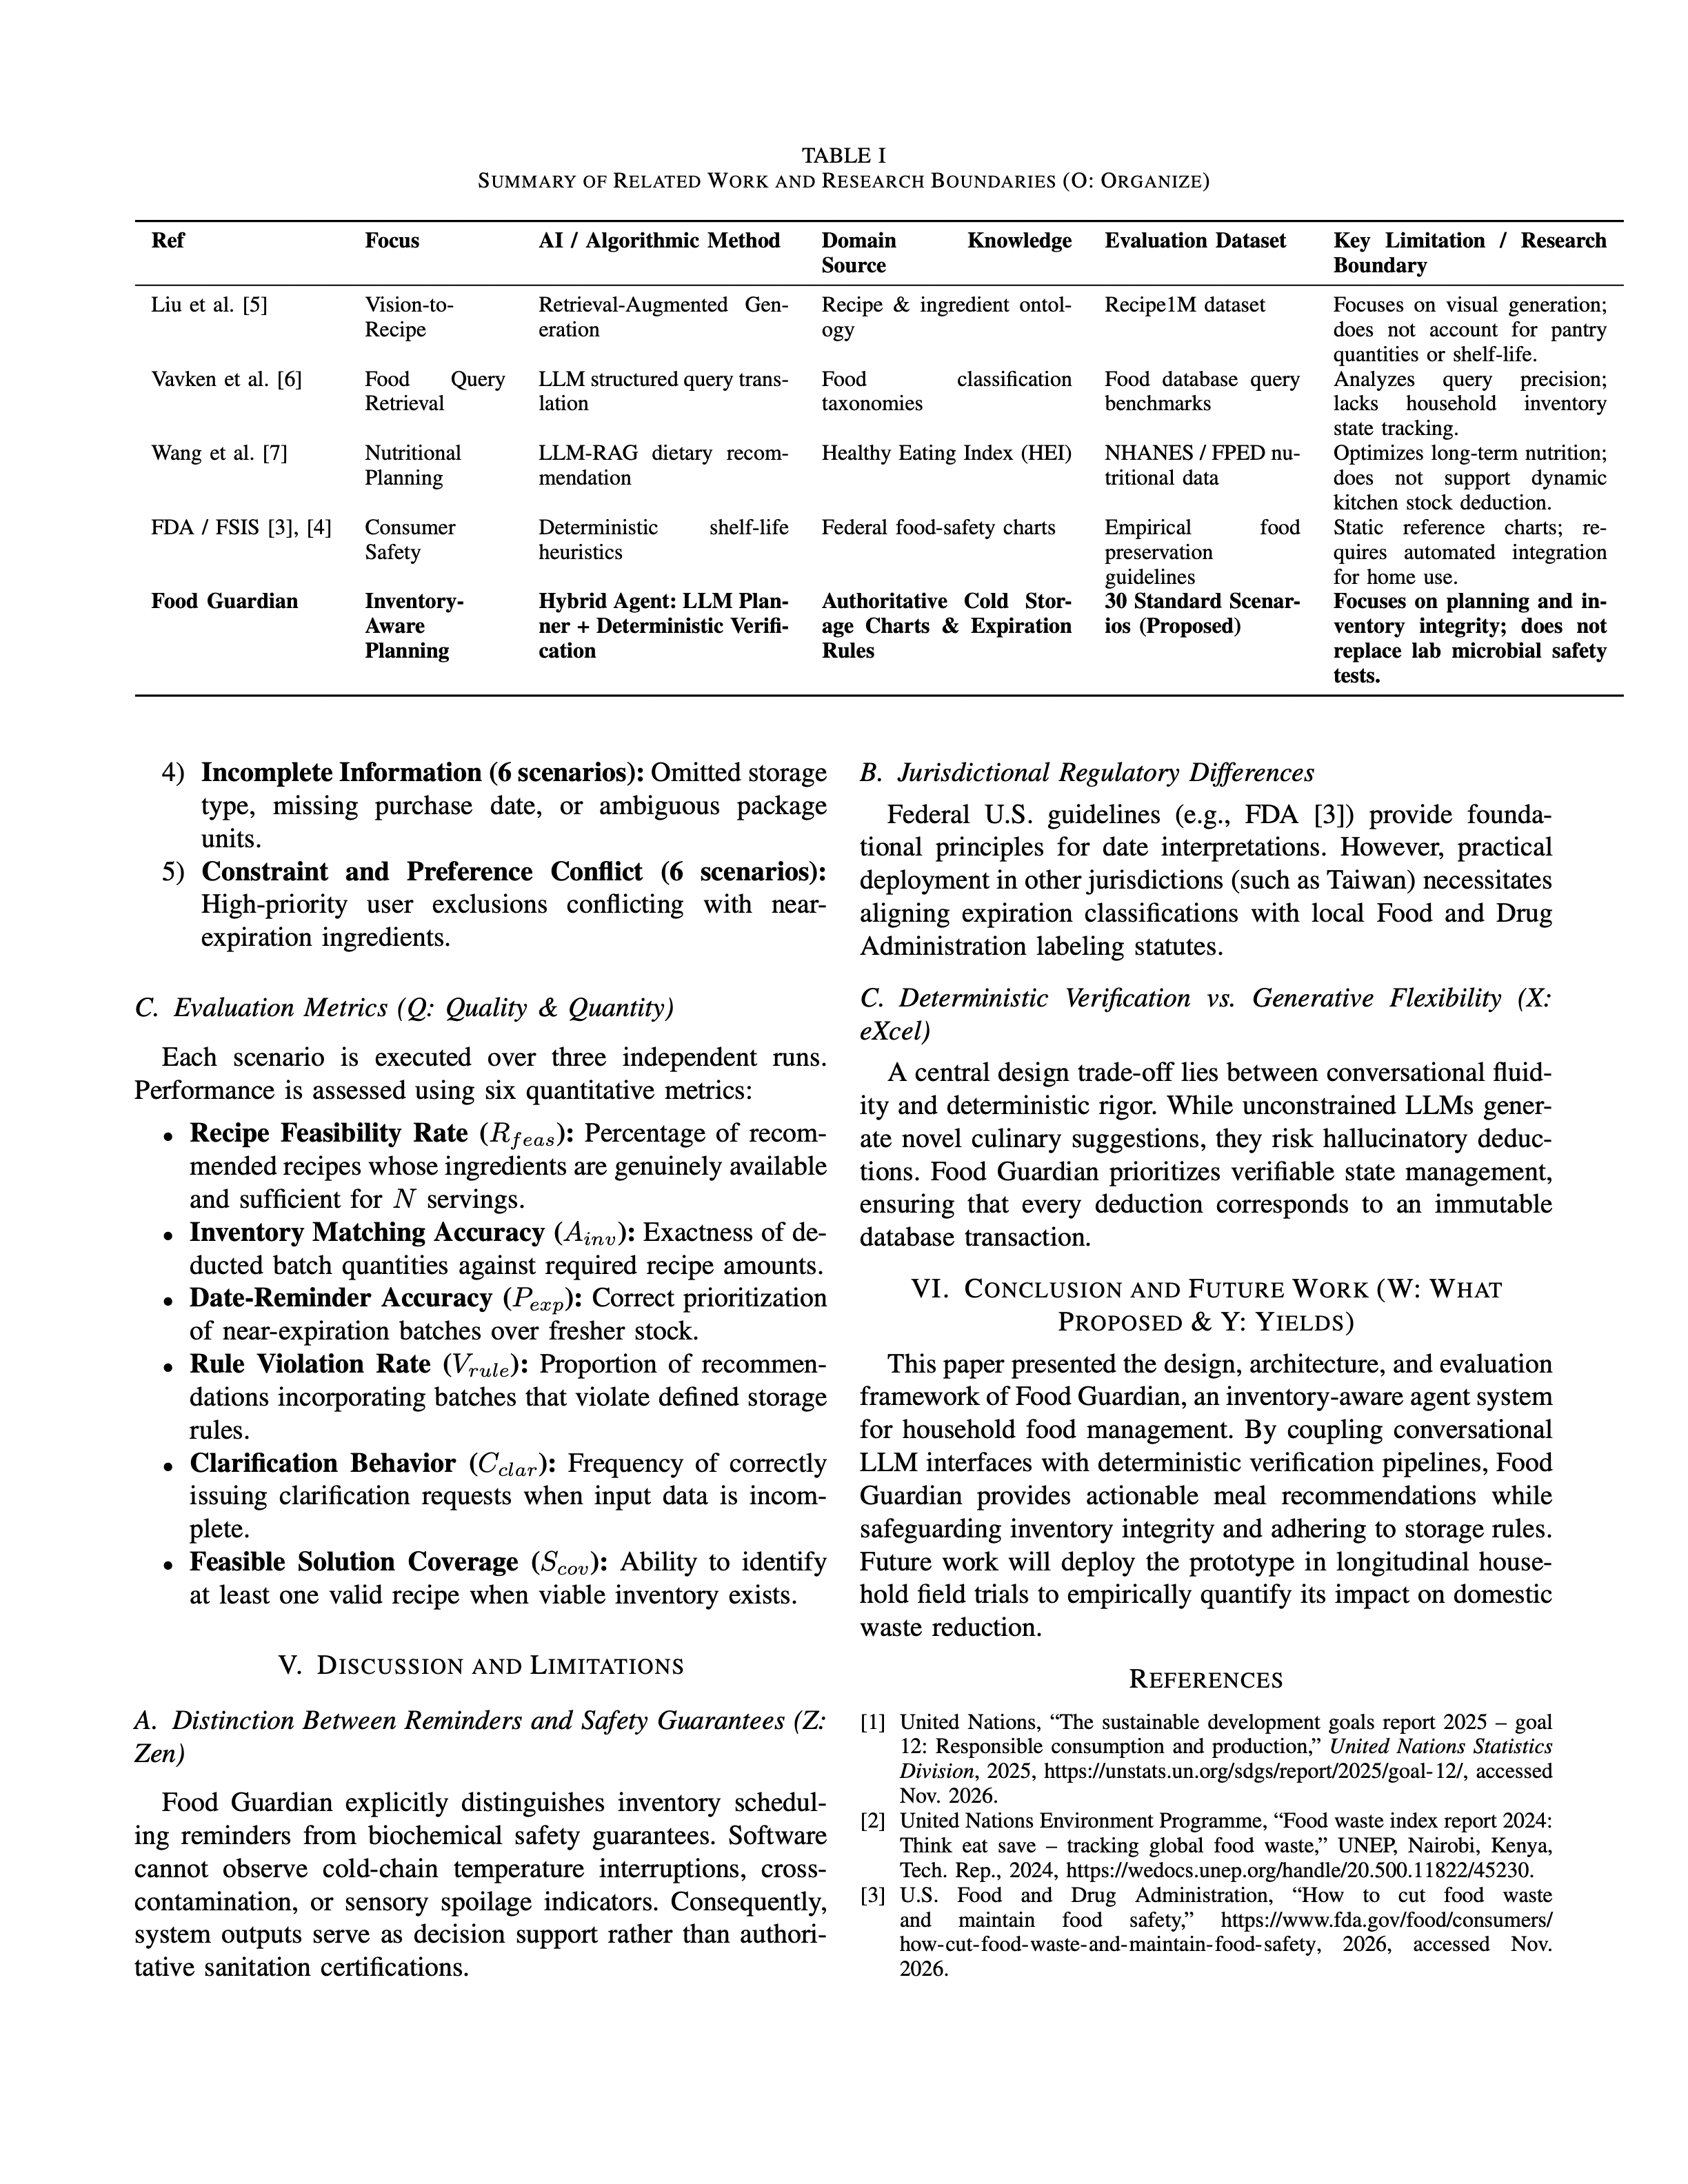 TABLE I
SUMMARY OF RELATED WORK AND RESEARCH BOUNDARIES (O: ORGANIZE)
Ref Focus AI / Algorithmic Method Domain Knowledge Source Evaluation Dataset Key Limitation / Research Boundary
Liu et al. [5] Vision-to-Recipe Retrieval-Augmented Generation Recipe & ingredient ontology Recipe1M dataset Focuses on visual generation; does not account for pantry quantities or shelf-life.
Vavken et al. [6] Food Query Retrieval LLM structured query translation Food classification taxonomies Food database query benchmarks Analyzes query precision; lacks household inventory state tracking.
Wang et al. [7] Nutritional Planning LLM-RAG dietary recommendation Healthy Eating Index (HEI) NHANES / FPED nutritional data Optimizes long-term nutrition; does not support dynamic kitchen stock deduction.
FDA / FSIS [3], [4] Consumer Safety Deterministic shelf-life heuristics Federal food-safety charts Empirical food preservation guidelines Static reference charts; requires automated integration for home use.
Food Guardian Inventory-Aware Planning Hybrid Agent: LLM Planner + Deterministic Verification Authoritative Cold Storage Charts & Expiration Rules 30 Standard Scenarios (Proposed) Focuses on planning and inventory integrity; does not replace lab microbial safety tests.
4) Incomplete Information (6 scenarios): Omitted storage
type, missing purchase date, or ambiguous package
units.
5) Constraint and Preference Conflict (6 scenarios):
High-priority user exclusions conflicting with near-
expiration ingredients.
C. Evaluation Metrics (Q: Quality & Quantity)
Each scenario is executed over three independent runs.
Performance is assessed using six quantitative metrics:
• Recipe Feasibility Rate (R_feas): Percentage of recom-
mended recipes whose ingredients are genuinely available
and sufficient for N servings.
• Inventory Matching Accuracy (A_inv): Exactness of de-
ducted batch quantities against required recipe amounts.
• Date-Reminder Accuracy (P_exp): Correct prioritization
of near-expiration batches over fresher stock.
• Rule Violation Rate (V_rule): Proportion of recommen-
dations incorporating batches that violate defined storage
rules.
• Clarification Behavior (C_clar): Frequency of correctly
issuing clarification requests when input data is incom-
plete.
• Feasible Solution Coverage (S_cov): Ability to identify
at least one valid recipe when viable inventory exists.
V. DISCUSSION AND LIMITATIONS
A. Distinction Between Reminders and Safety Guarantees (Z:
Zen)
Food Guardian explicitly distinguishes inventory schedul-
ing reminders from biochemical safety guarantees. Software
cannot observe cold-chain temperature interruptions, cross-
contamination, or sensory spoilage indicators. Consequently,
system outputs serve as decision support rather than authori-
tative sanitation certifications.
B. Jurisdictional Regulatory Differences
Federal U.S. guidelines (e.g., FDA [3]) provide founda-
tional principles for date interpretations. However, practical
deployment in other jurisdictions (such as Taiwan) necessitates
aligning expiration classifications with local Food and Drug
Administration labeling statutes.
C. Deterministic Verification vs. Generative Flexibility (X:
eXcel)
A central design trade-off lies between conversational fluid-
ity and deterministic rigor. While unconstrained LLMs gener-
ate novel culinary suggestions, they risk hallucinatory deduc-
tions. Food Guardian prioritizes verifiable state management,
ensuring that every deduction corresponds to an immutable
database transaction.
VI. CONCLUSION AND FUTURE WORK (W: WHAT
PROPOSED & Y: YIELDS)
This paper presented the design, architecture, and evaluation
framework of Food Guardian, an inventory-aware agent system
for household food management. By coupling conversational
LLM interfaces with deterministic verification pipelines, Food
Guardian provides actionable meal recommendations while
safeguarding inventory integrity and adhering to storage rules.
Future work will deploy the prototype in longitudinal house-
hold field trials to empirically quantify its impact on domestic
waste reduction.
REFERENCES
[1] United Nations, “The sustainable development goals report 2025 – goal
12: Responsible consumption and production,” United Nations Statistics
Division, 2025, https://unstats.un.org/sdgs/report/2025/goal-12/, accessed
Nov. 2026.
[2] United Nations Environment Programme, “Food waste index report 2024:
Think eat save – tracking global food waste,” UNEP, Nairobi, Kenya,
Tech. Rep., 2024, https://wedocs.unep.org/handle/20.500.11822/45230.
[3] U.S. Food and Drug Administration, “How to cut food waste
and maintain food safety,” https://www.fda.gov/food/consumers/
how-cut-food-waste-and-maintain-food-safety, 2026, accessed Nov.
2026.